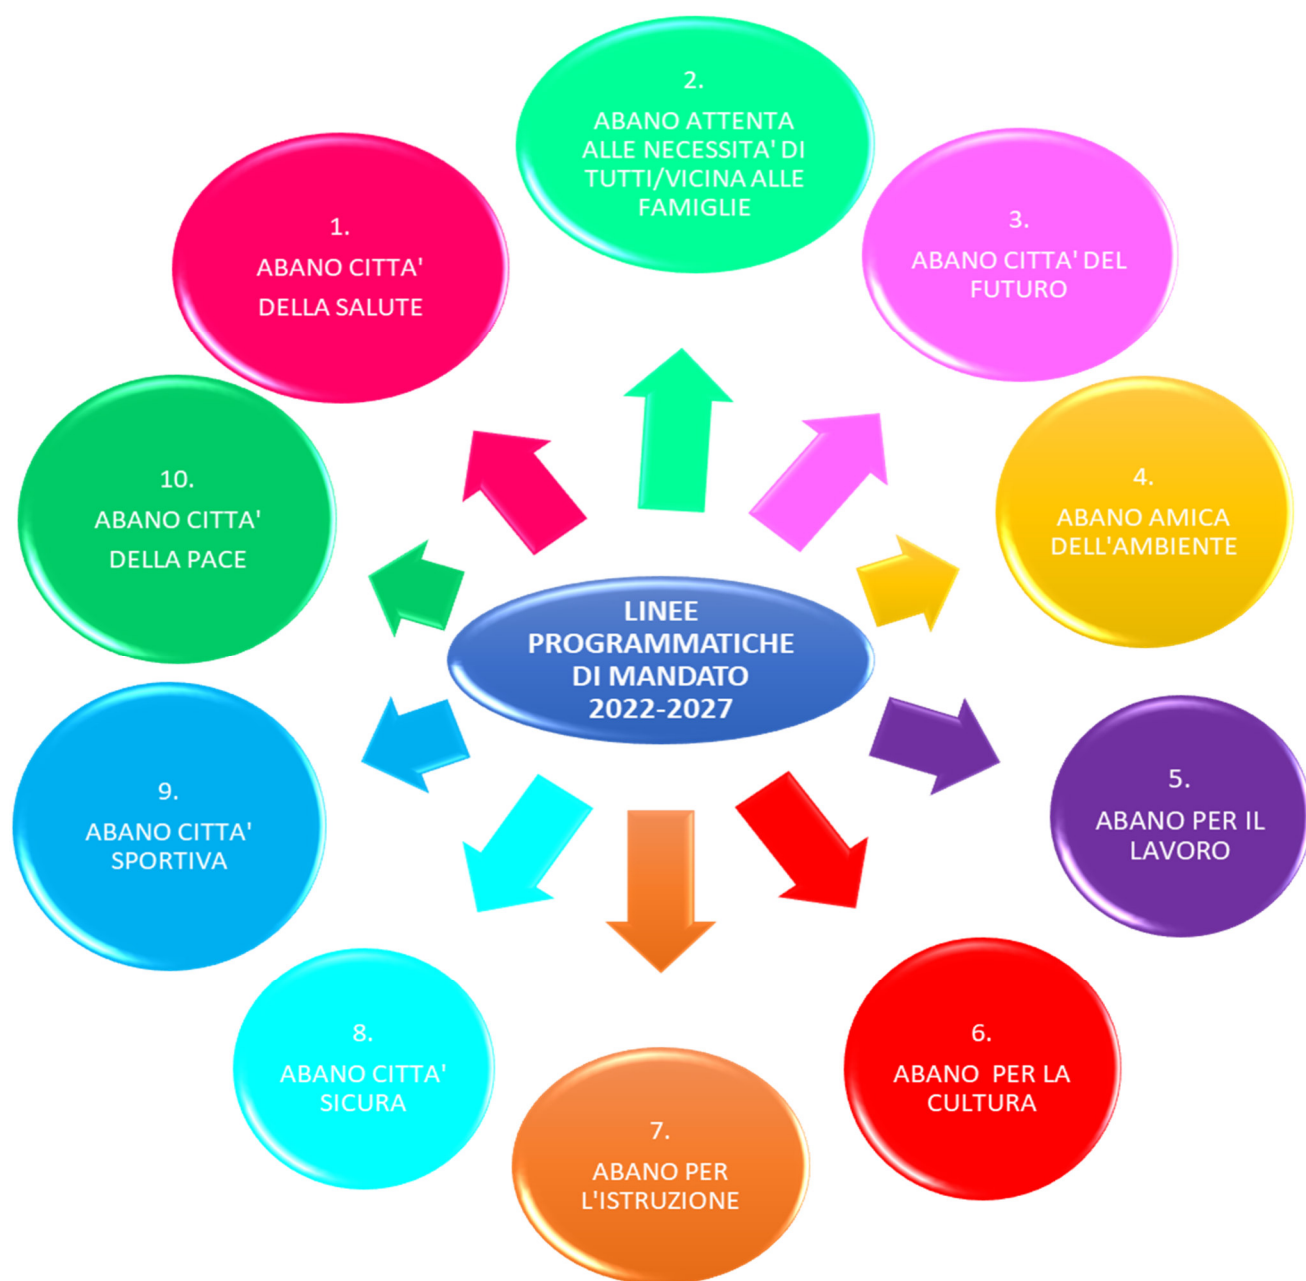 2.
ABANO ATTENTA
ALLE NECESSITA' DI
TUTTI/VICINA ALLE
FAMIGLIE
1.
ABANO CITTA'
DELLA SALUTE
3.
ABANO CITTA' DEL
FUTURO
10.
ABANO CITTA'
DELLA PACE
4.
ABANO AMICA
DELL'AMBIENTE
LINEE
PROGRAMMATICHE
DI MANDATO
2022-2027
9.
ABANO CITTA'
SPORTIVA
5.
ABANO PER IL
LAVORO
8.
ABANO CITTA'
SICURA
6.
ABANO  PER LA
CULTURA
7.
ABANO PER
L'ISTRUZIONE